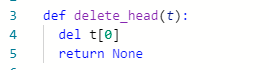 3 def delete_head(t):
4   del t[0]
5   return None